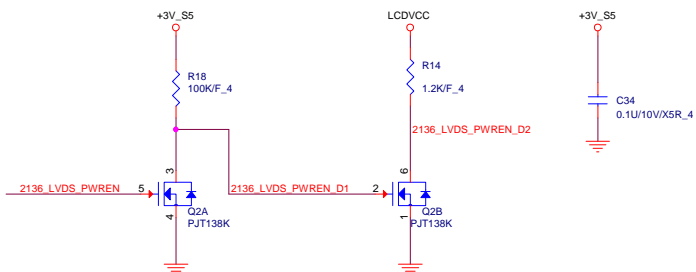 +3V_S5
LCDVCC
+3V_S5
R18
100K/F_4
R14
1.2K/F_4
C34
0.1U/10V/X5R_4
2136_LVDS_PWREN_D2
3
6
2136_LVDS_PWREN
5
2136_LVDS_PWREN_D1
2
4
Q2A
PJT138K
1
Q2B
PJT138K